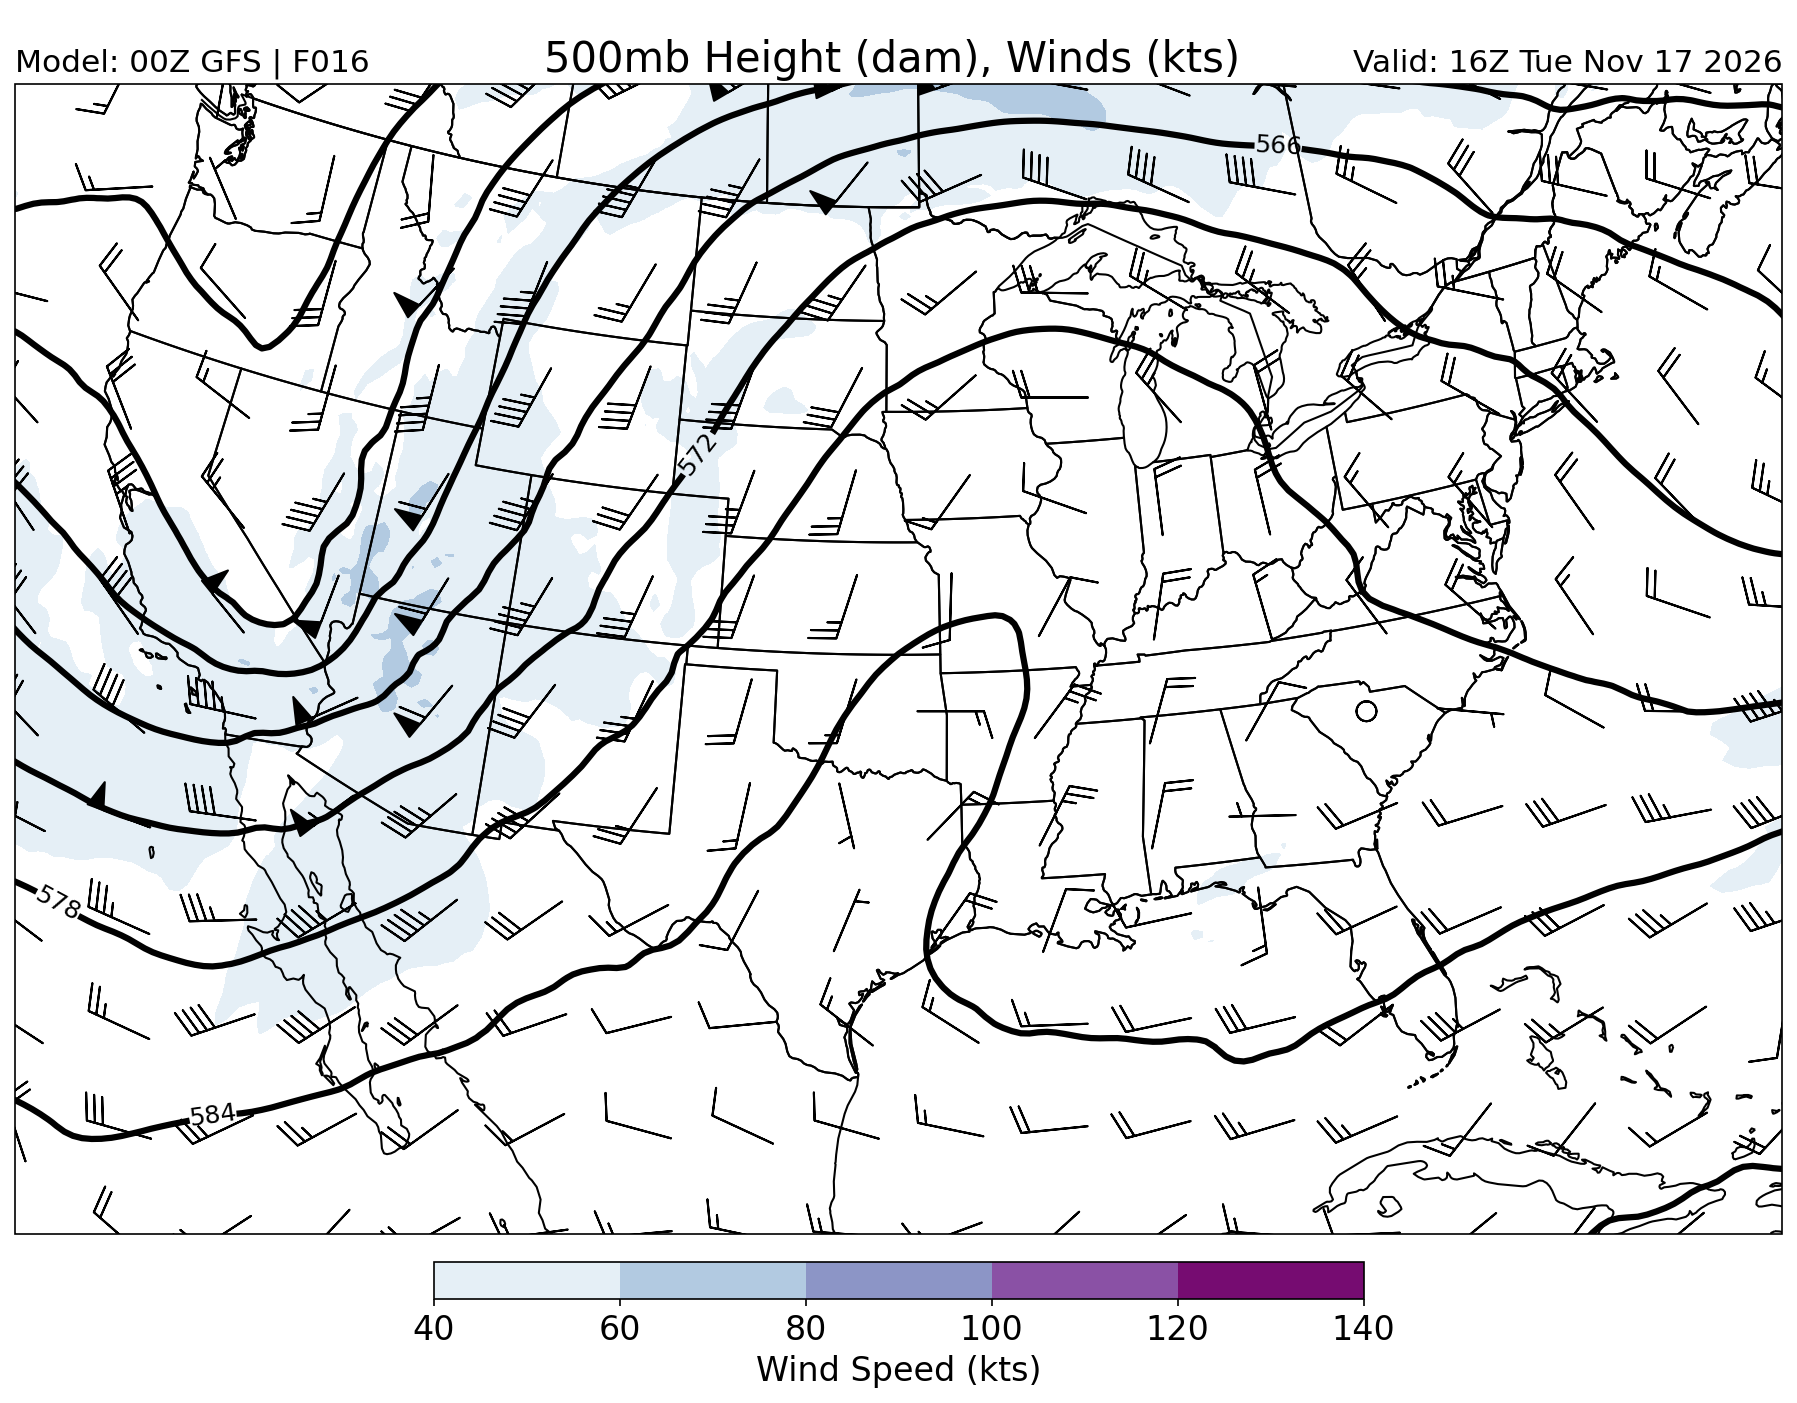 Model: 00Z GFS | F016
500mb Height (dam), Winds (kts)
Valid: 16Z Tue Nov 17 2026
566
572
578
584
40 60 80 100 120 140
Wind Speed (kts)